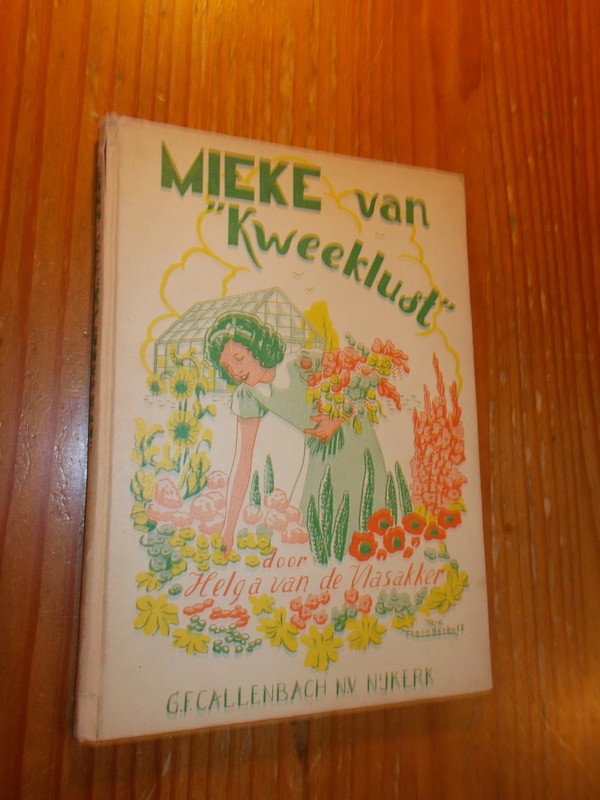 MIEKE van
"Kweeklust"
door
Helga van de Vlasakker
G.F. CALLENBACH N.V. NIJKERK